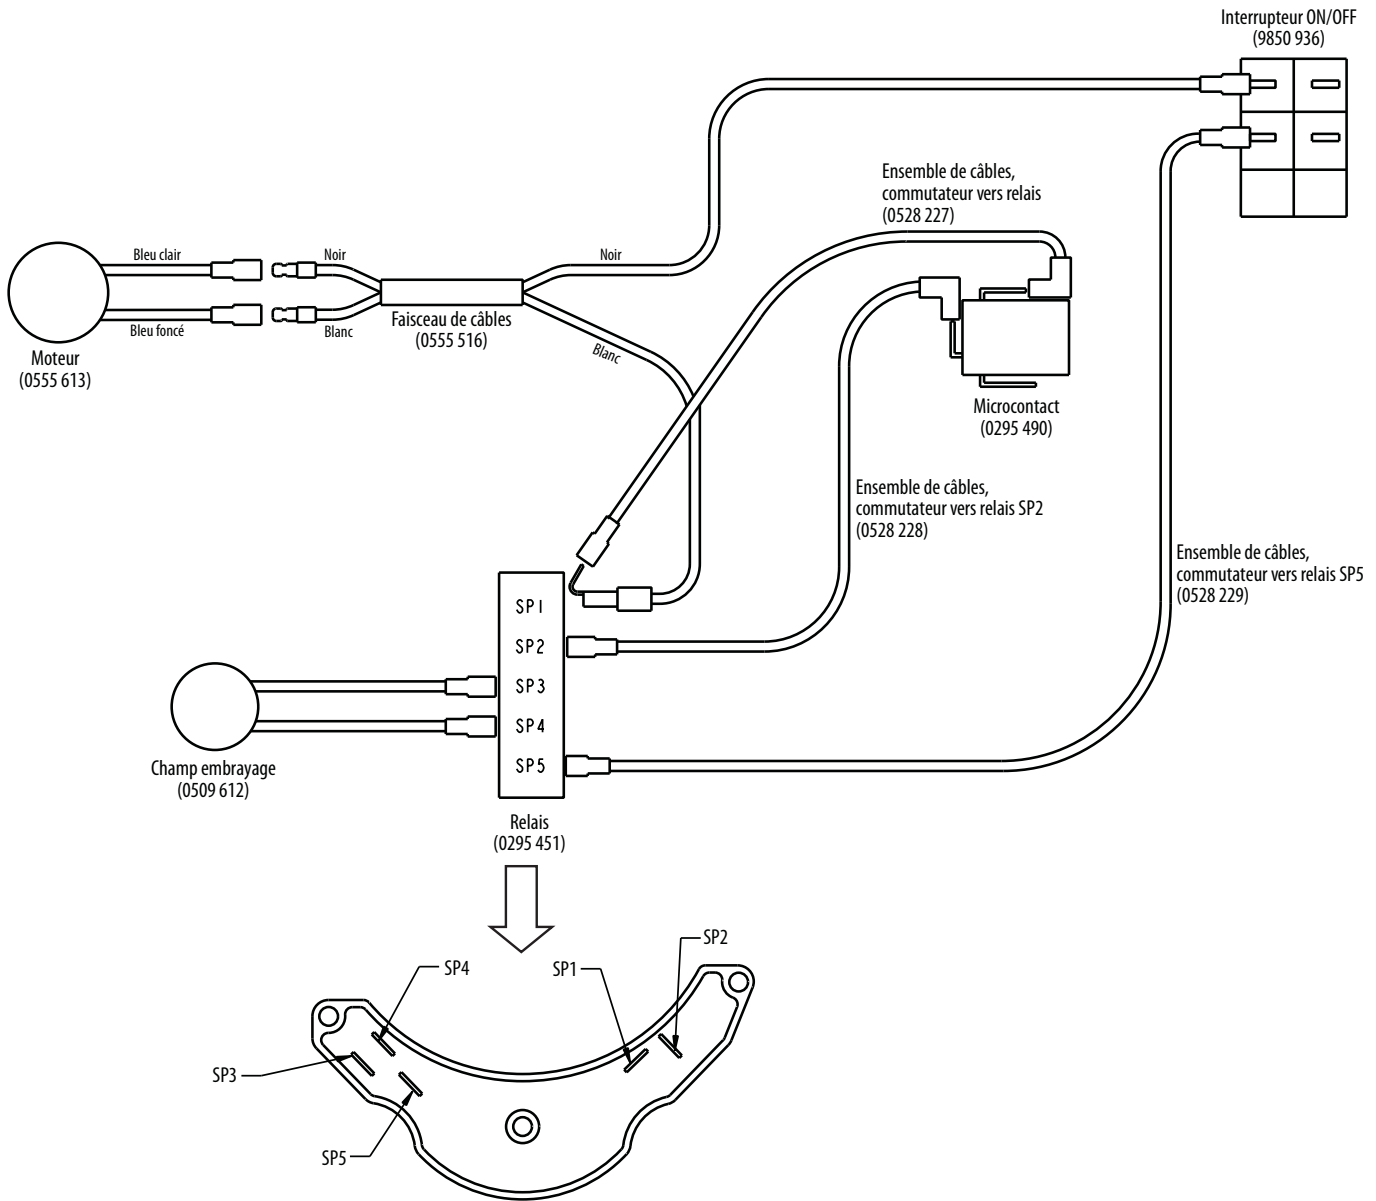 Interrupteur ON/OFF
(9850 936)
Ensemble de câbles,
commutateur vers relais
(0528 227)
Bleu clair
Noir
Noir
Bleu foncé
Blanc
Faisceau de câbles
(0555 516)
Blanc
Moteur
(0555 613)
Microcontact
(0295 490)
Ensemble de câbles,
commutateur vers relais SP2
(0528 228)
Ensemble de câbles,
commutateur vers relais SP5
(0528 229)
SP1
SP2
SP3
SP4
SP5
Champ embrayage
(0509 612)
Relais
(0295 451)
SP2
SP4
SP1
SP3
SP5